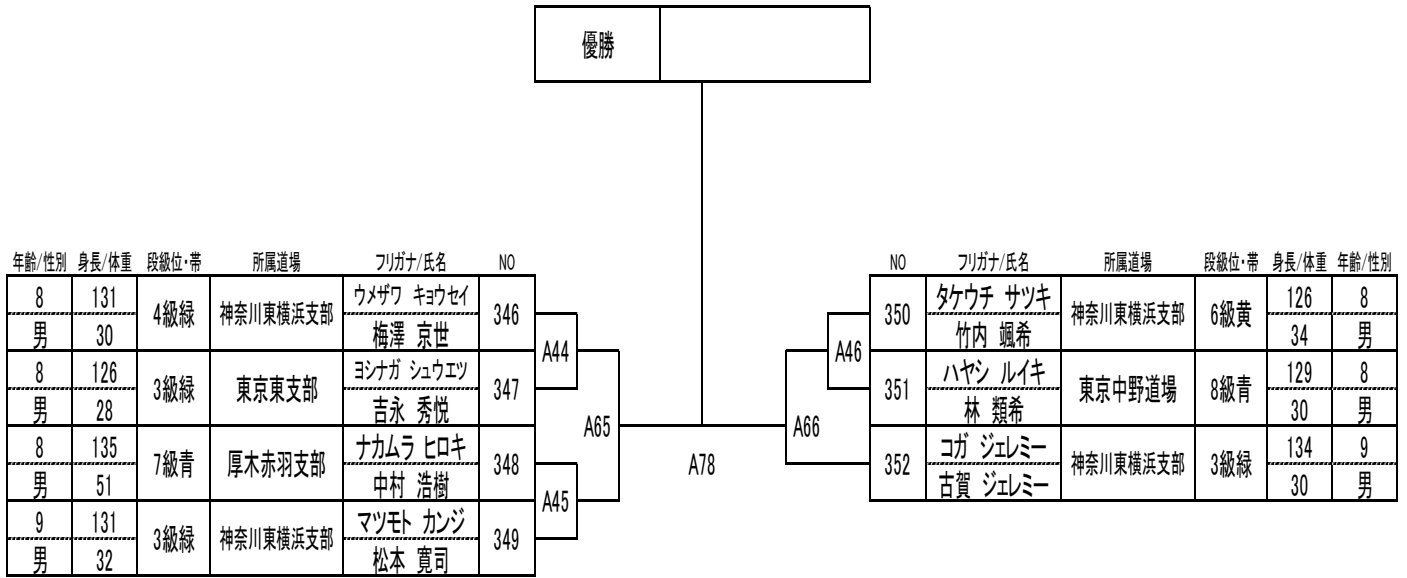 優勝
年齢/性別 身長/体重 段級位・帯 所属道場 フリガナ/氏名 NO
8 131 4級緑 神奈川東横浜支部 ウメザワ キョウセイ 346
男 30 梅澤 京世
8 126 3級緑 東京東支部 ヨシナガ シュウエツ 347
男 28 吉永 秀悦
8 135 7級青 厚木赤羽支部 ナカムラ ヒロキ 348
男 51 中村 浩樹
9 131 3級緑 神奈川東横浜支部 マツモト カンジ 349
男 32 松本 寛司
A44
A45
A65
A78
A66
A46
NO フリガナ/氏名 所属道場 段級位・帯 身長/体重 年齢/性別
350 タケウチ サツキ 神奈川東横浜支部 6級黄 126 8
竹内 颯希 34 男
351 ハヤシ ルイキ 東京中野道場 8級青 129 8
林 類希 30 男
352 コガ ジェレミー 神奈川東横浜支部 3級緑 134 9
古賀 ジェレミー 30 男